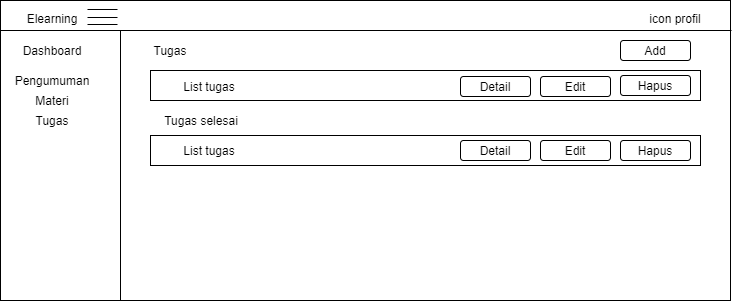 Elearning
icon profil
Dashboard
Pengumuman
Materi
Tugas
Tugas
Add
List tugas
Detail
Edit
Hapus
Tugas selesai
List tugas
Detail
Edit
Hapus